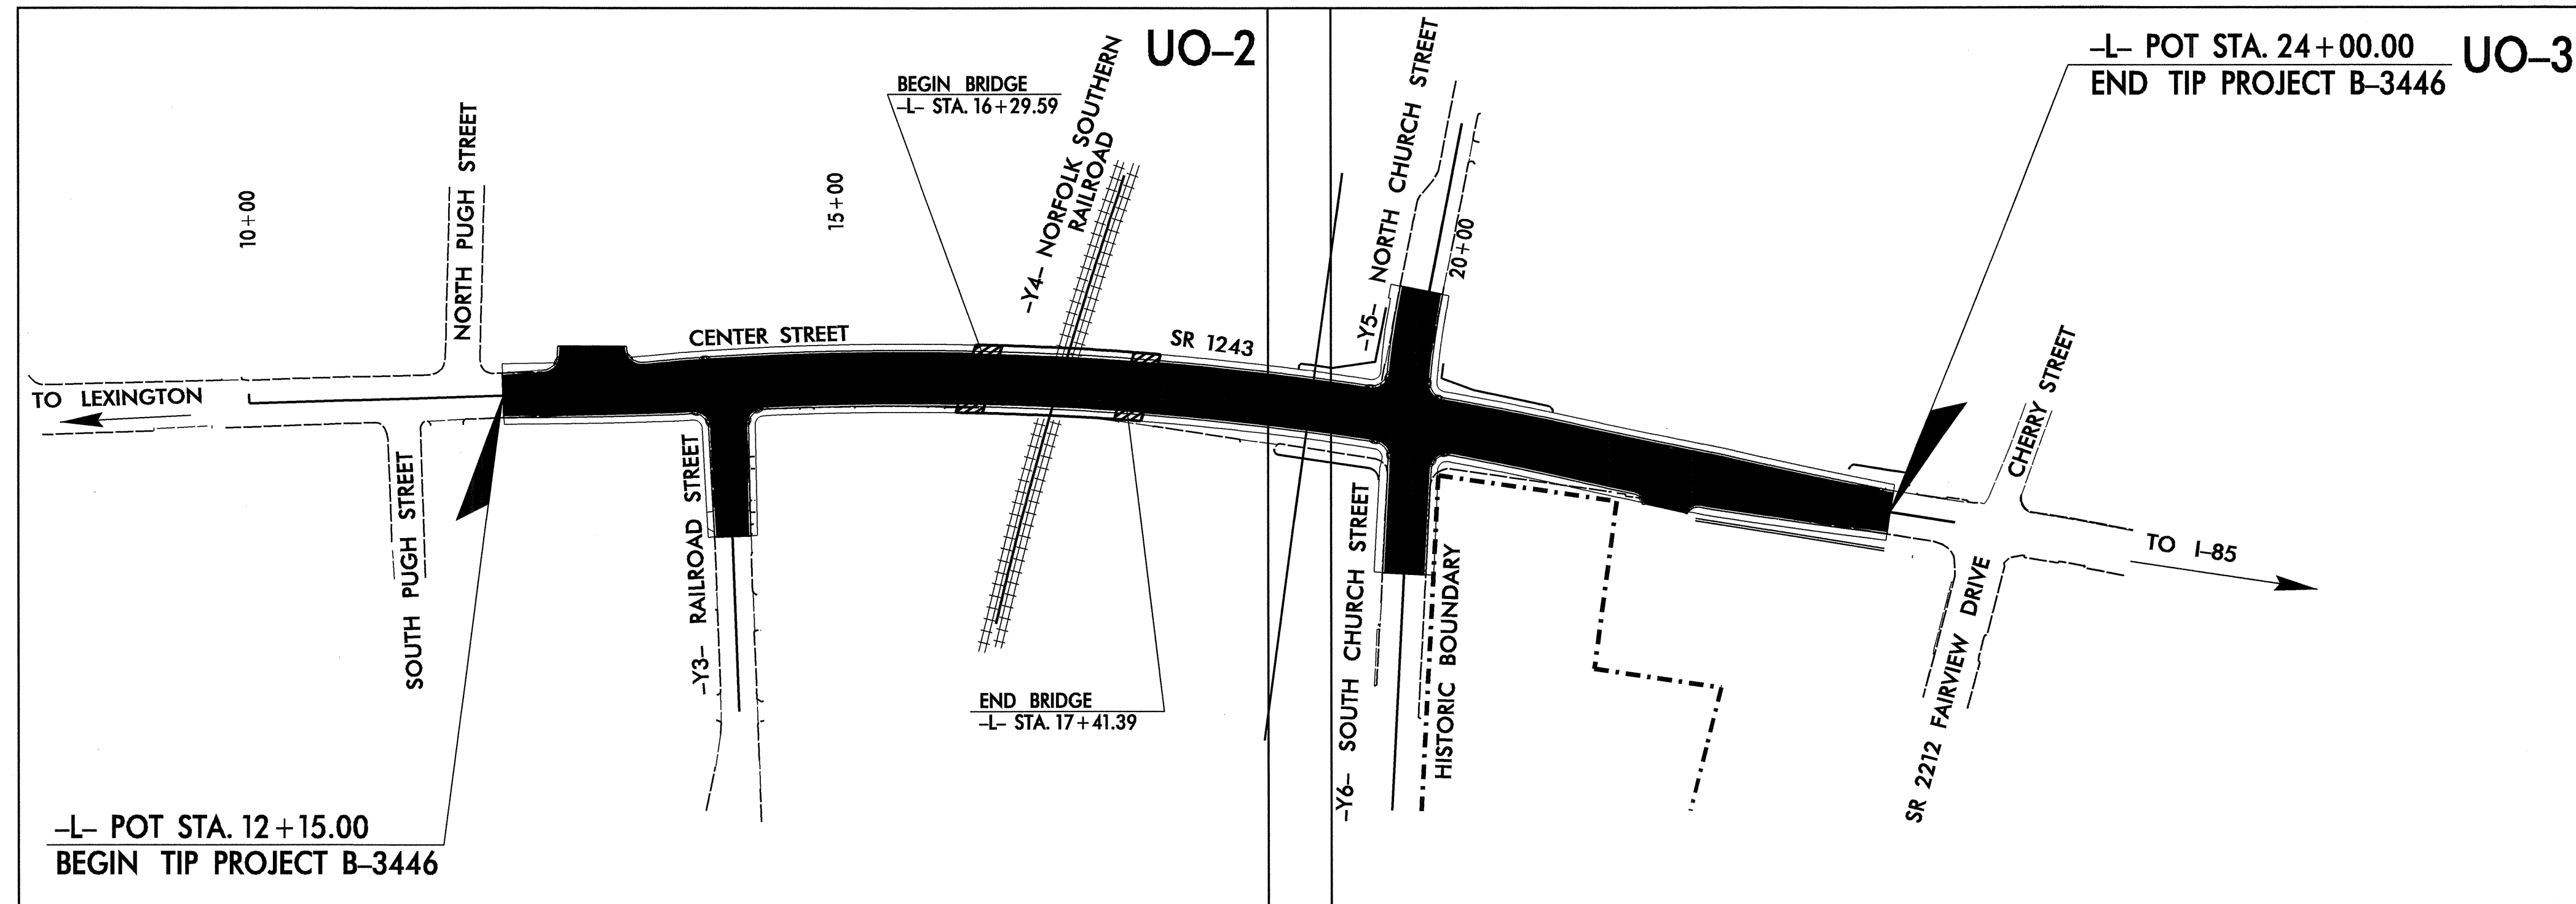 UO–2
–L– POT STA. 24+00.00
END TIP PROJECT B–3446
UO–3
BEGIN BRIDGE
–L– STA. 16+29.59
–Y4– NORFOLK SOUTHERN
RAILROAD
–Y5– NORTH CHURCH STREET
NORTH PUGH STREET
10+00
15+00
20+00
CENTER STREET
SR 1243
TO LEXINGTON
CHERRY STREET
SOUTH PUGH STREET
–Y3– RAILROAD STREET
–Y6– SOUTH CHURCH STREET
HISTORIC BOUNDARY
TO I–85
SR 2212 FAIRVIEW DRIVE
END BRIDGE
–L– STA. 17+41.39
–L– POT STA. 12+15.00
BEGIN TIP PROJECT B–3446